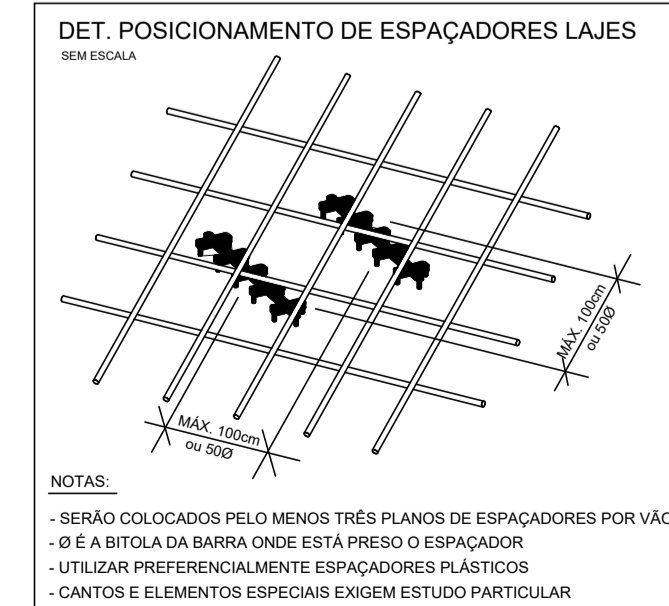 DET. POSICIONAMENTO DE ESPAÇADORES LAJES
SEM ESCALA
MÁX. 100cm
ou 50Ø
MÁX. 100cm
ou 50Ø
NOTAS:
- SERÃO COLOCADOS PELO MENOS TRÊS PLANOS DE ESPAÇADORES POR VÃO
- Ø É A BITOLA DA BARRA ONDE ESTÁ PRESO O ESPAÇADOR
- UTILIZAR PREFERENCIALMENTE ESPAÇADORES PLÁSTICOS
- CANTOS E ELEMENTOS ESPECIAIS EXIGEM ESTUDO PARTICULAR